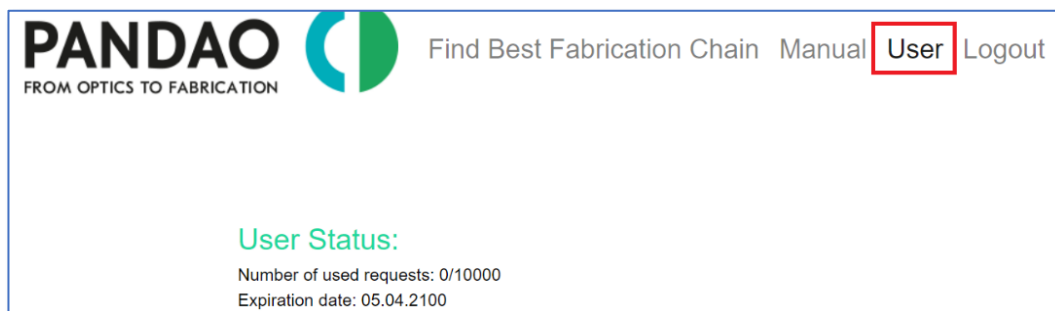 PANDAO
FROM OPTICS TO FABRICATION
Find Best Fabrication Chain Manual User Logout
User Status:
Number of used requests: 0/10000
Expiration date: 05.04.2100